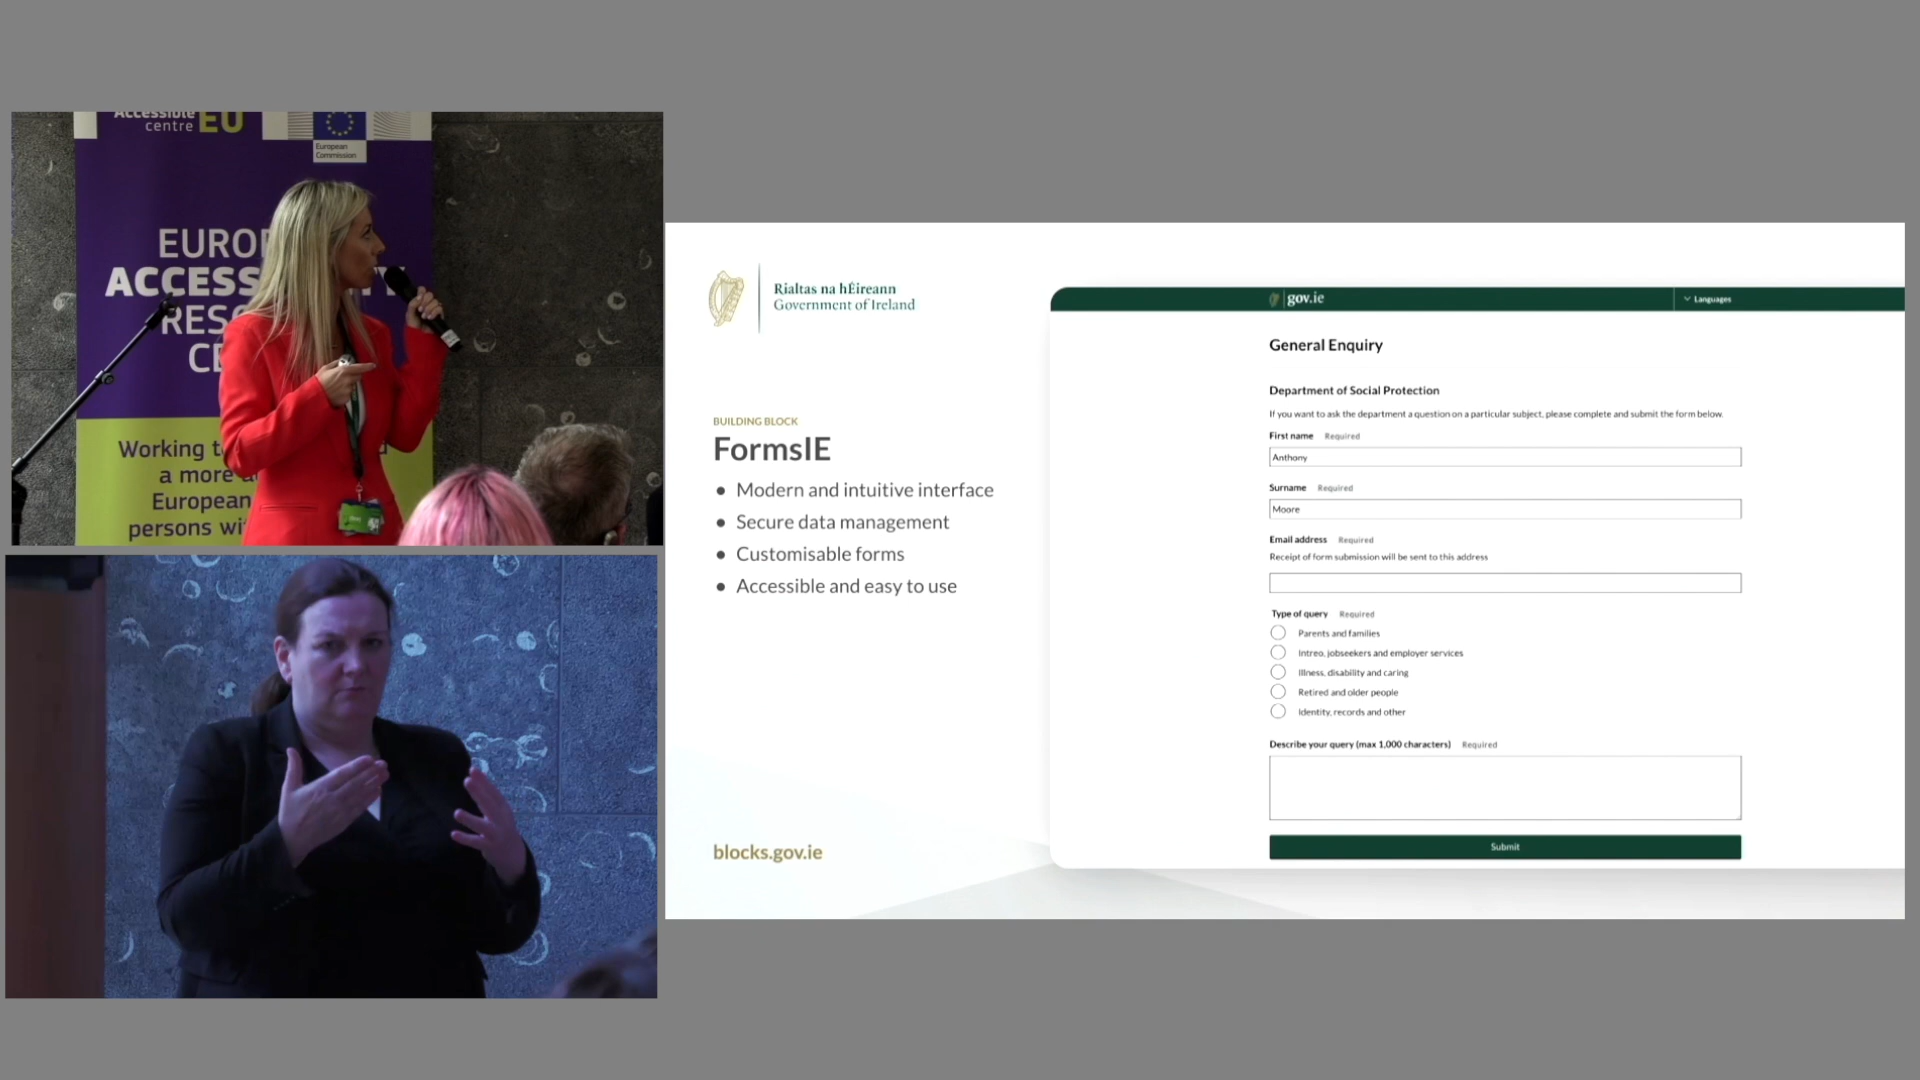 Accessible
centre EU
European
Commission
EURO
ACCESS
RES
CE
Working t
a more a
European
persons wi
Rialtas na hÉireann
Government of Ireland
BUILDING BLOCK
FormsIE
● Modern and intuitive interface
● Secure data management
● Customisable forms
● Accessible and easy to use
blocks.gov.ie
gov.ie
Languages
General Enquiry
Department of Social Protection
If you want to ask the department a question on a particular subject, please complete and submit the form below.
First name Required
Anthony
Surname Required
Moore
Email address Required
Receipt of form submission will be sent to this address
Type of query Required
Parents and families
Intreo, jobseekers and employer services
Illness, disability and caring
Retired and older people
Identity, records and other
Describe your query (max 1,000 characters) Required
Submit